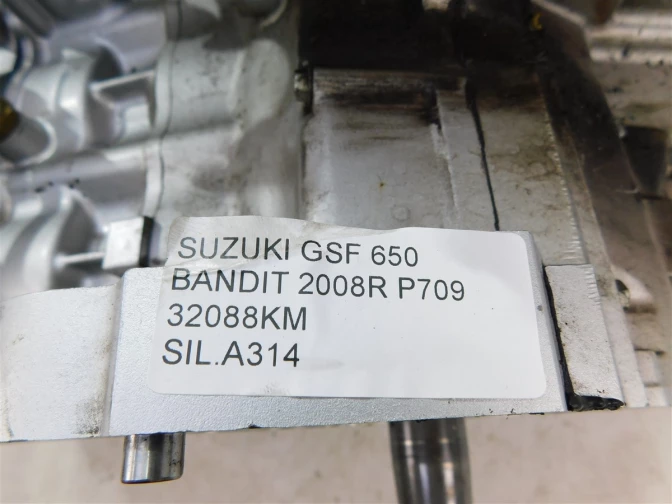 SUZUKI GSF 650
BANDIT 2008R P709
32088KM
SIL.A314